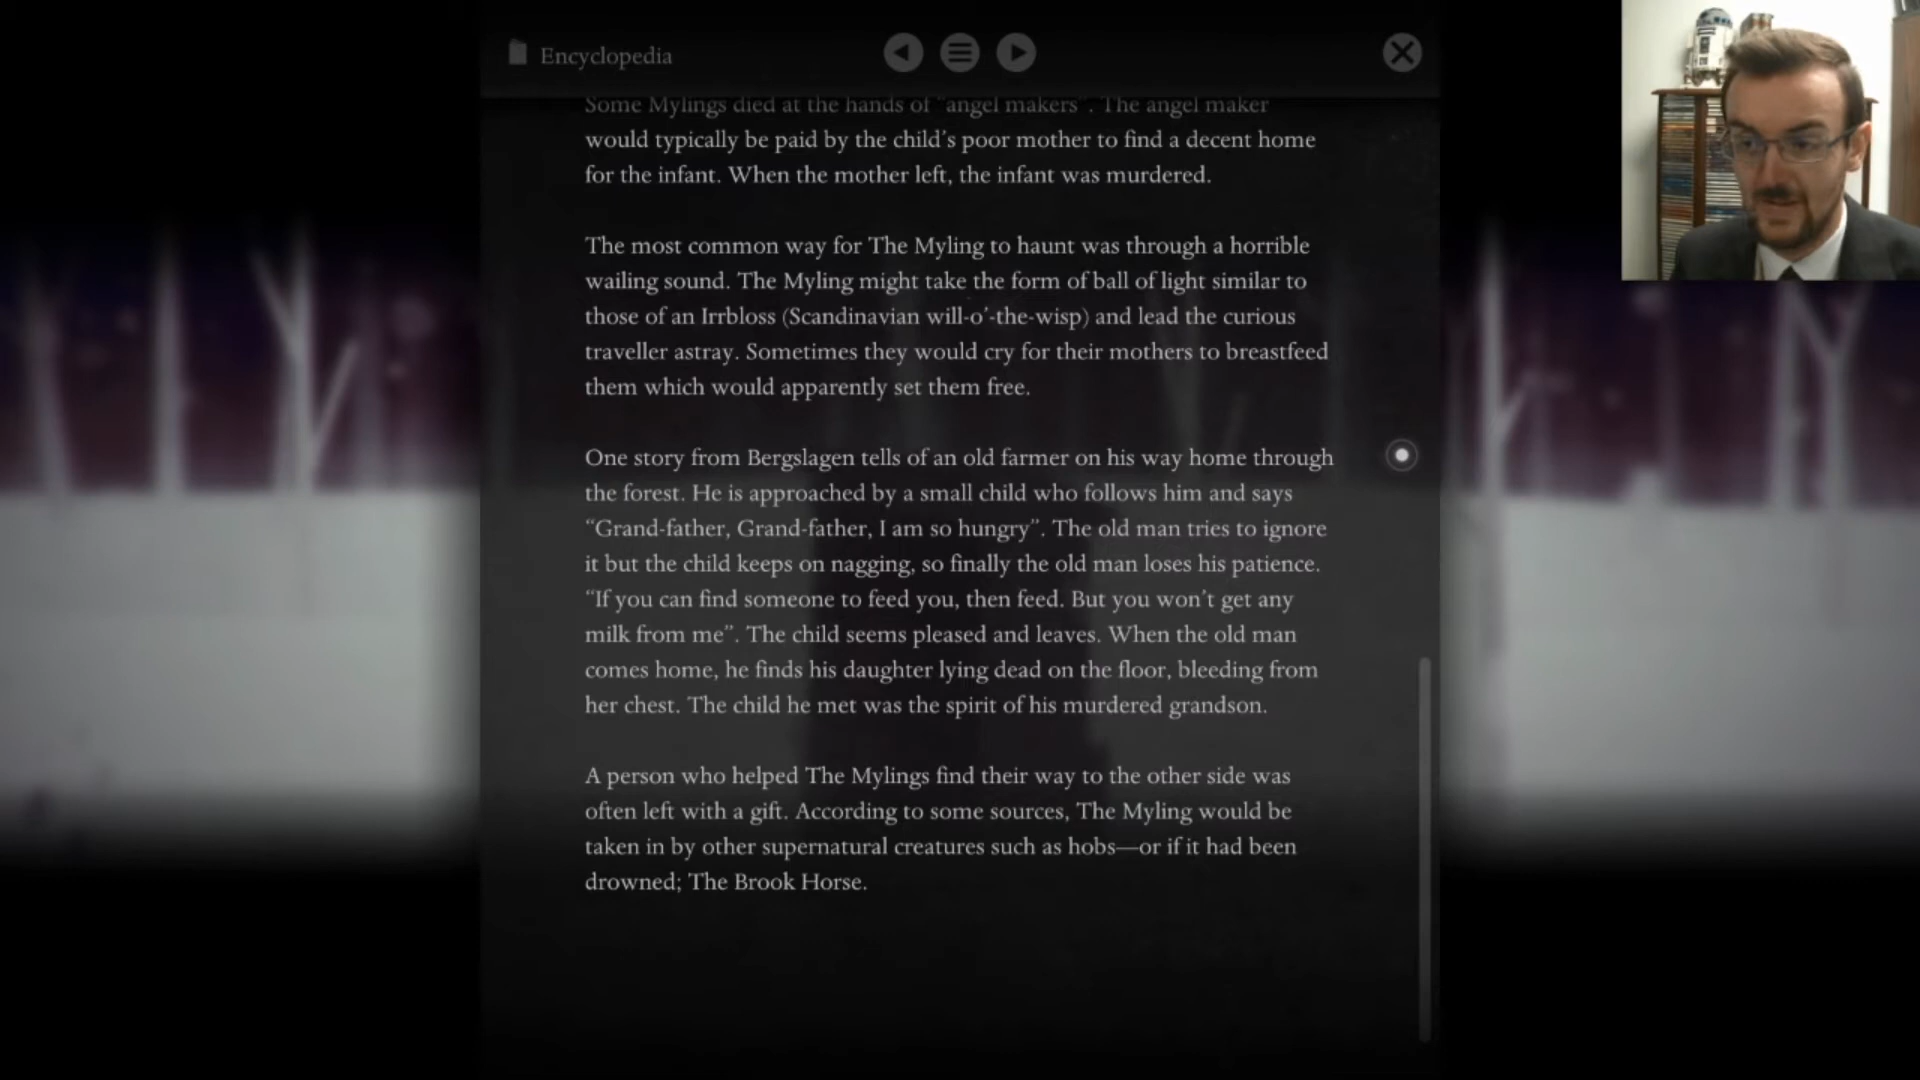 Encyclopedia
Some Mylings died at the hands of "angel makers". The angel maker
would typically be paid by the child's poor mother to find a decent home
for the infant. When the mother left, the infant was murdered.
The most common way for The Myling to haunt was through a horrible
wailing sound. The Myling might take the form of ball of light similar to
those of an Irrbloss (Scandinavian will-o'-the-wisp) and lead the curious
traveller astray. Sometimes they would cry for their mothers to breastfeed
them which would apparently set them free.
One story from Bergslagen tells of an old farmer on his way home through
the forest. He is approached by a small child who follows him and says
“Grand-father, Grand-father, I am so hungry”. The old man tries to ignore
it but the child keeps on nagging, so finally the old man loses his patience.
“If you can find someone to feed you, then feed. But you won't get any
milk from me”. The child seems pleased and leaves. When the old man
comes home, he finds his daughter lying dead on the floor, bleeding from
her chest. The child he met was the spirit of his murdered grandson.
A person who helped The Mylings find their way to the other side was
often left with a gift. According to some sources, The Myling would be
taken in by other supernatural creatures such as hobs—or if it had been
drowned; The Brook Horse.